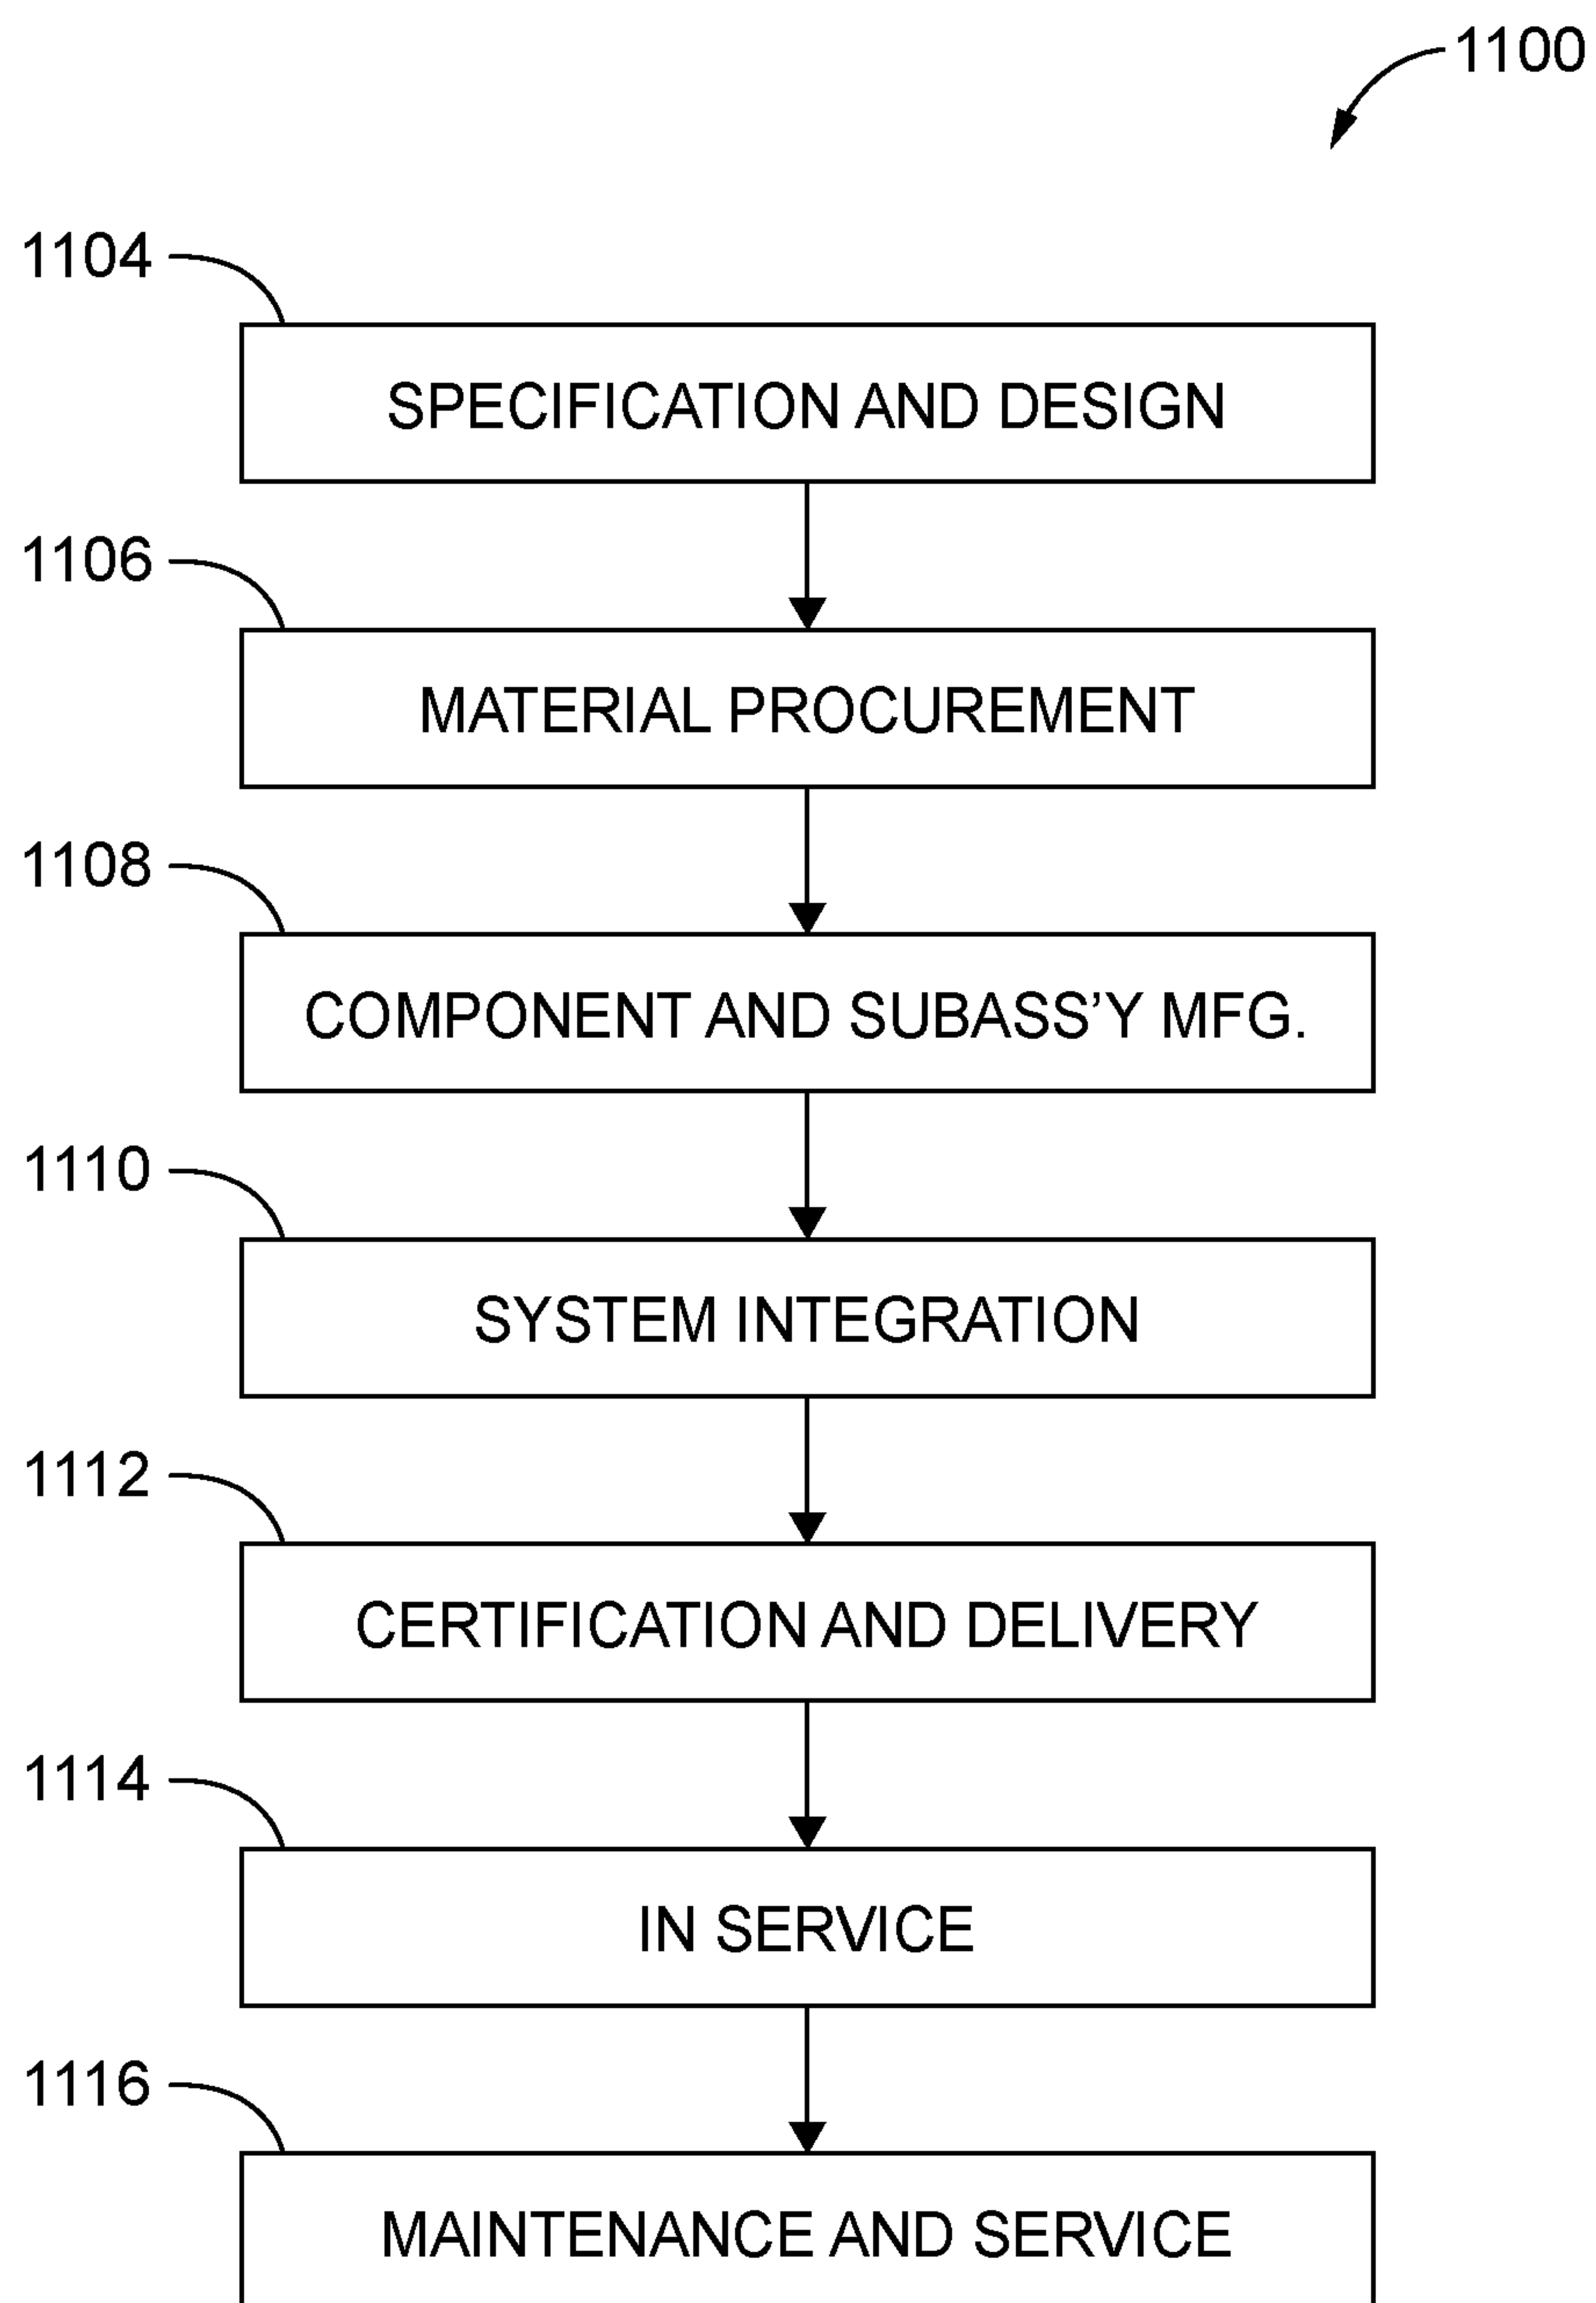 1100
1104
SPECIFICATION AND DESIGN
1106
MATERIAL PROCUREMENT
1108
COMPONENT AND SUBASS’Y MFG.
1110
SYSTEM INTEGRATION
1112
CERTIFICATION AND DELIVERY
1114
IN SERVICE
1116
MAINTENANCE AND SERVICE